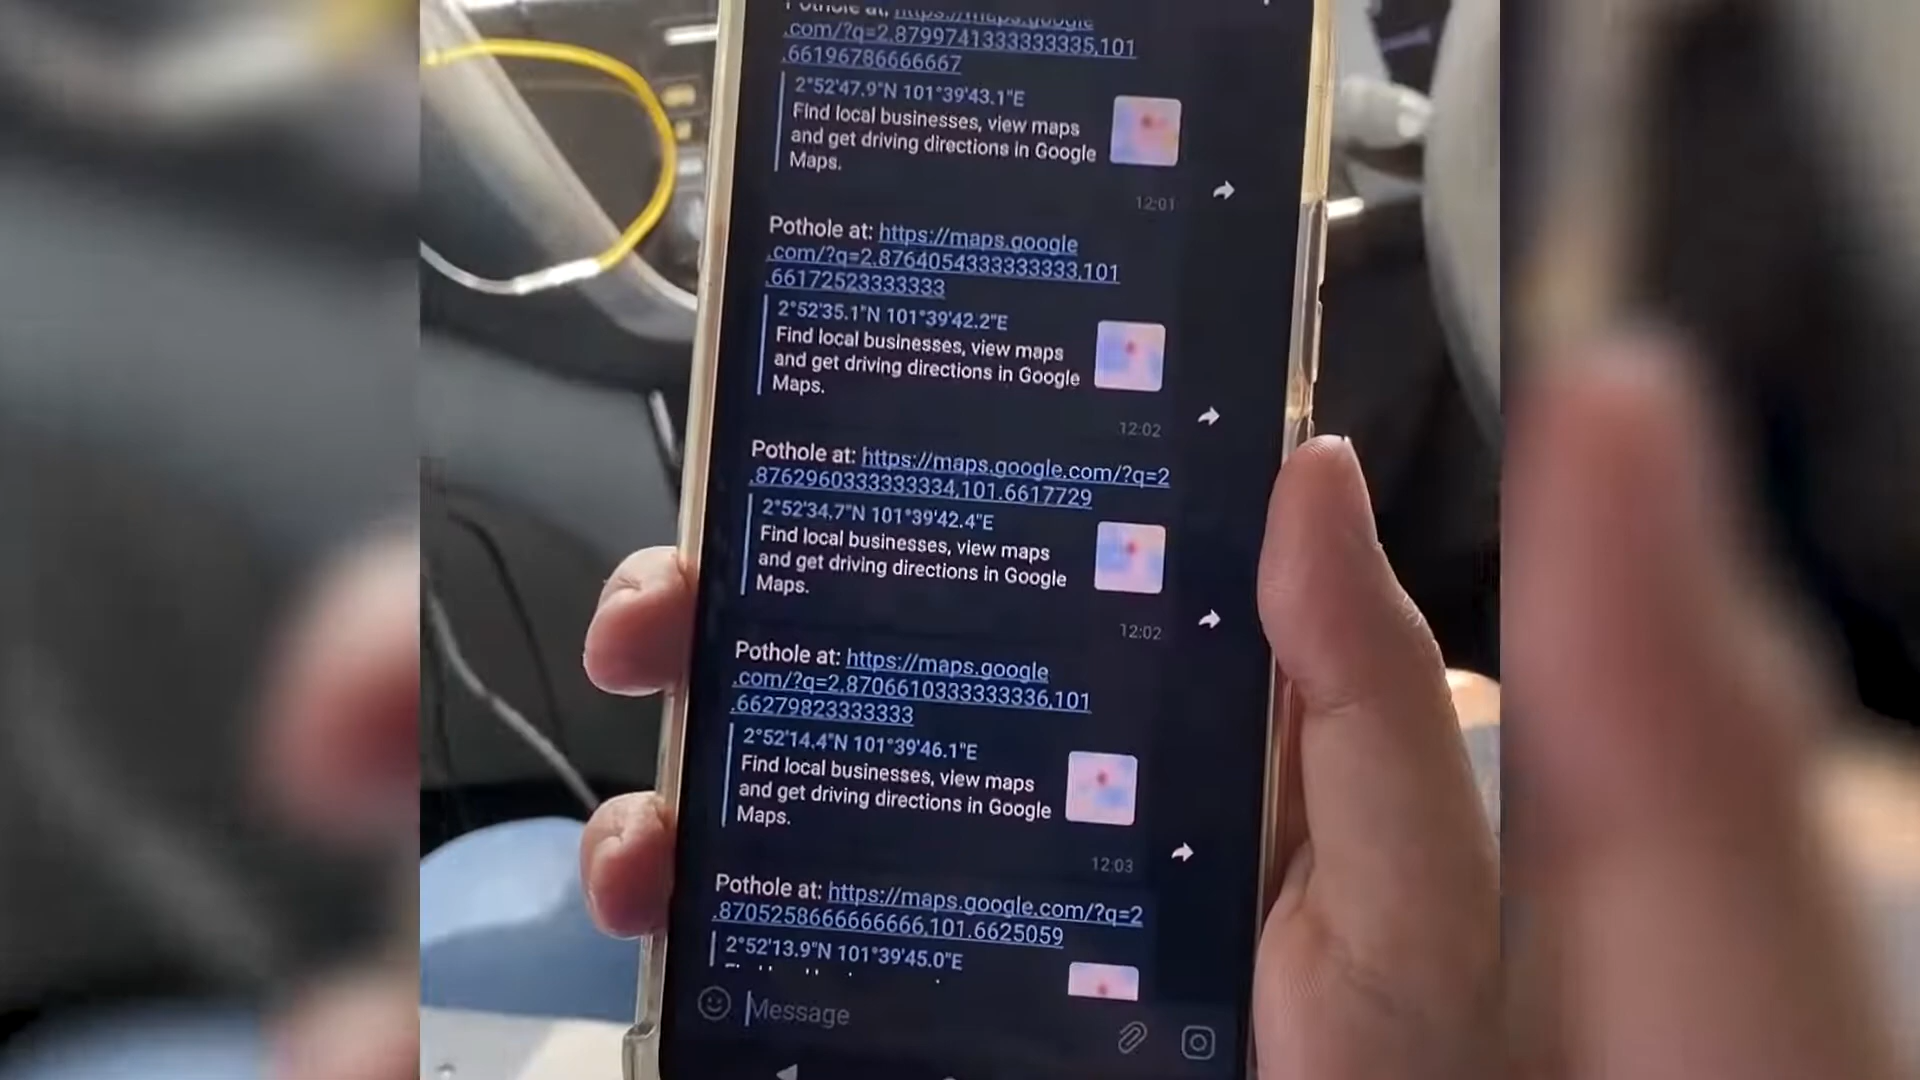 Pothole at: https://maps.google
.com/?q=2.8799741333333335,101
.66196786666667
2°52'47.9"N 101°39'43.1"E
Find local businesses, view maps
and get driving directions in Google
Maps.
12:01
Pothole at: https://maps.google
.com/?q=2.8764054333333333,101
.66172523333333
2°52'35.1"N 101°39'42.2"E
Find local businesses, view maps
and get driving directions in Google
Maps.
12:02
Pothole at: https://maps.google.com/?q=2
.8762960333333334,101.6617729
2°52'34.7"N 101°39'42.4"E
Find local businesses, view maps
and get driving directions in Google
Maps.
12:02
Pothole at: https://maps.google
.com/?q=2.8706610333333336,101
.66279823333333
2°52'14.4"N 101°39'46.1"E
Find local businesses, view maps
and get driving directions in Google
Maps.
12:03
Pothole at: https://maps.google.com/?q=2
.8705258666666666,101.6625059
2°52'13.9"N 101°39'45.0"E
Message